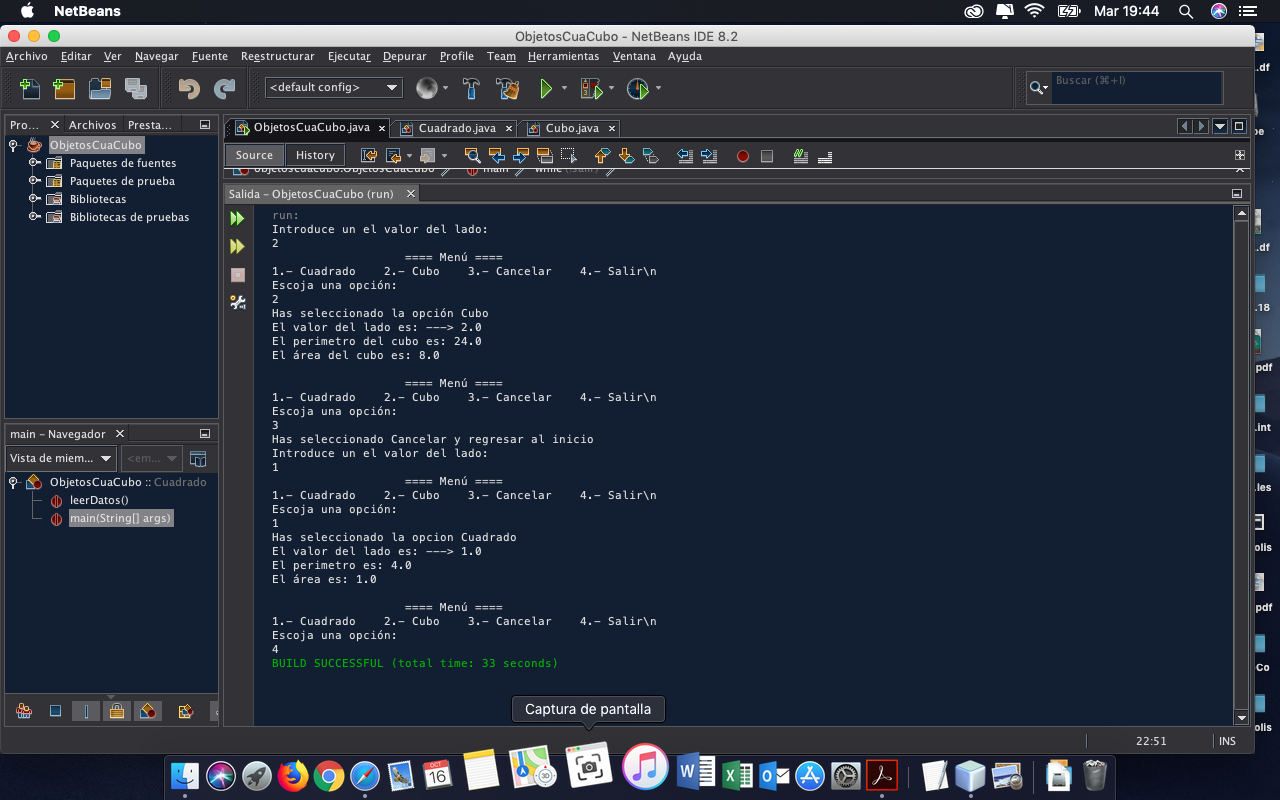 NetBeans
Mar 19:44
ObjetosCuaCubo - NetBeans IDE 8.2
Archivo Editar Ver Navegar Fuente Reestructurar Ejecutar Depurar Profile Team Herramientas Ventana Ayuda
<default config>
Buscar (⌘+I)
Pro... Archivos Presta...
ObjetosCuaCubo
Paquetes de fuentes
Paquetes de prueba
Bibliotecas
Bibliotecas de pruebas
ObjetosCuaCubo.java Cuadrado.java Cubo.java
Source History
objetoscuacubo.ObjetosCuaCubo main while
Salida - ObjetosCuaCubo (run)
run:
Introduce un el valor del lado:
2
==== Menú ====
1.- Cuadrado 2.- Cubo 3.- Cancelar 4.- Salir\n
Escoja una opción:
2
Has seleccionado la opción Cubo
El valor del lado es: ---> 2.0
El perimetro del cubo es: 24.0
El área del cubo es: 8.0
==== Menú ====
1.- Cuadrado 2.- Cubo 3.- Cancelar 4.- Salir\n
Escoja una opción:
3
Has seleccionado Cancelar y regresar al inicio
Introduce un el valor del lado:
1
==== Menú ====
1.- Cuadrado 2.- Cubo 3.- Cancelar 4.- Salir\n
Escoja una opción:
1
Has seleccionado la opcion Cuadrado
El valor del lado es: ---> 1.0
El perimetro es: 4.0
El área es: 1.0
==== Menú ====
1.- Cuadrado 2.- Cubo 3.- Cancelar 4.- Salir\n
Escoja una opción:
4
BUILD SUCCESSFUL (total time: 33 seconds)
main - Navegador
Vista de miem... <em...
ObjetosCuaCubo :: Cuadrado
leerDatos()
main(String[] args)
22:51 INS
Captura de pantalla
OCT
16
3D
.df
.df
.18
pdf
.int
.les
olis
pdf
Co
olis